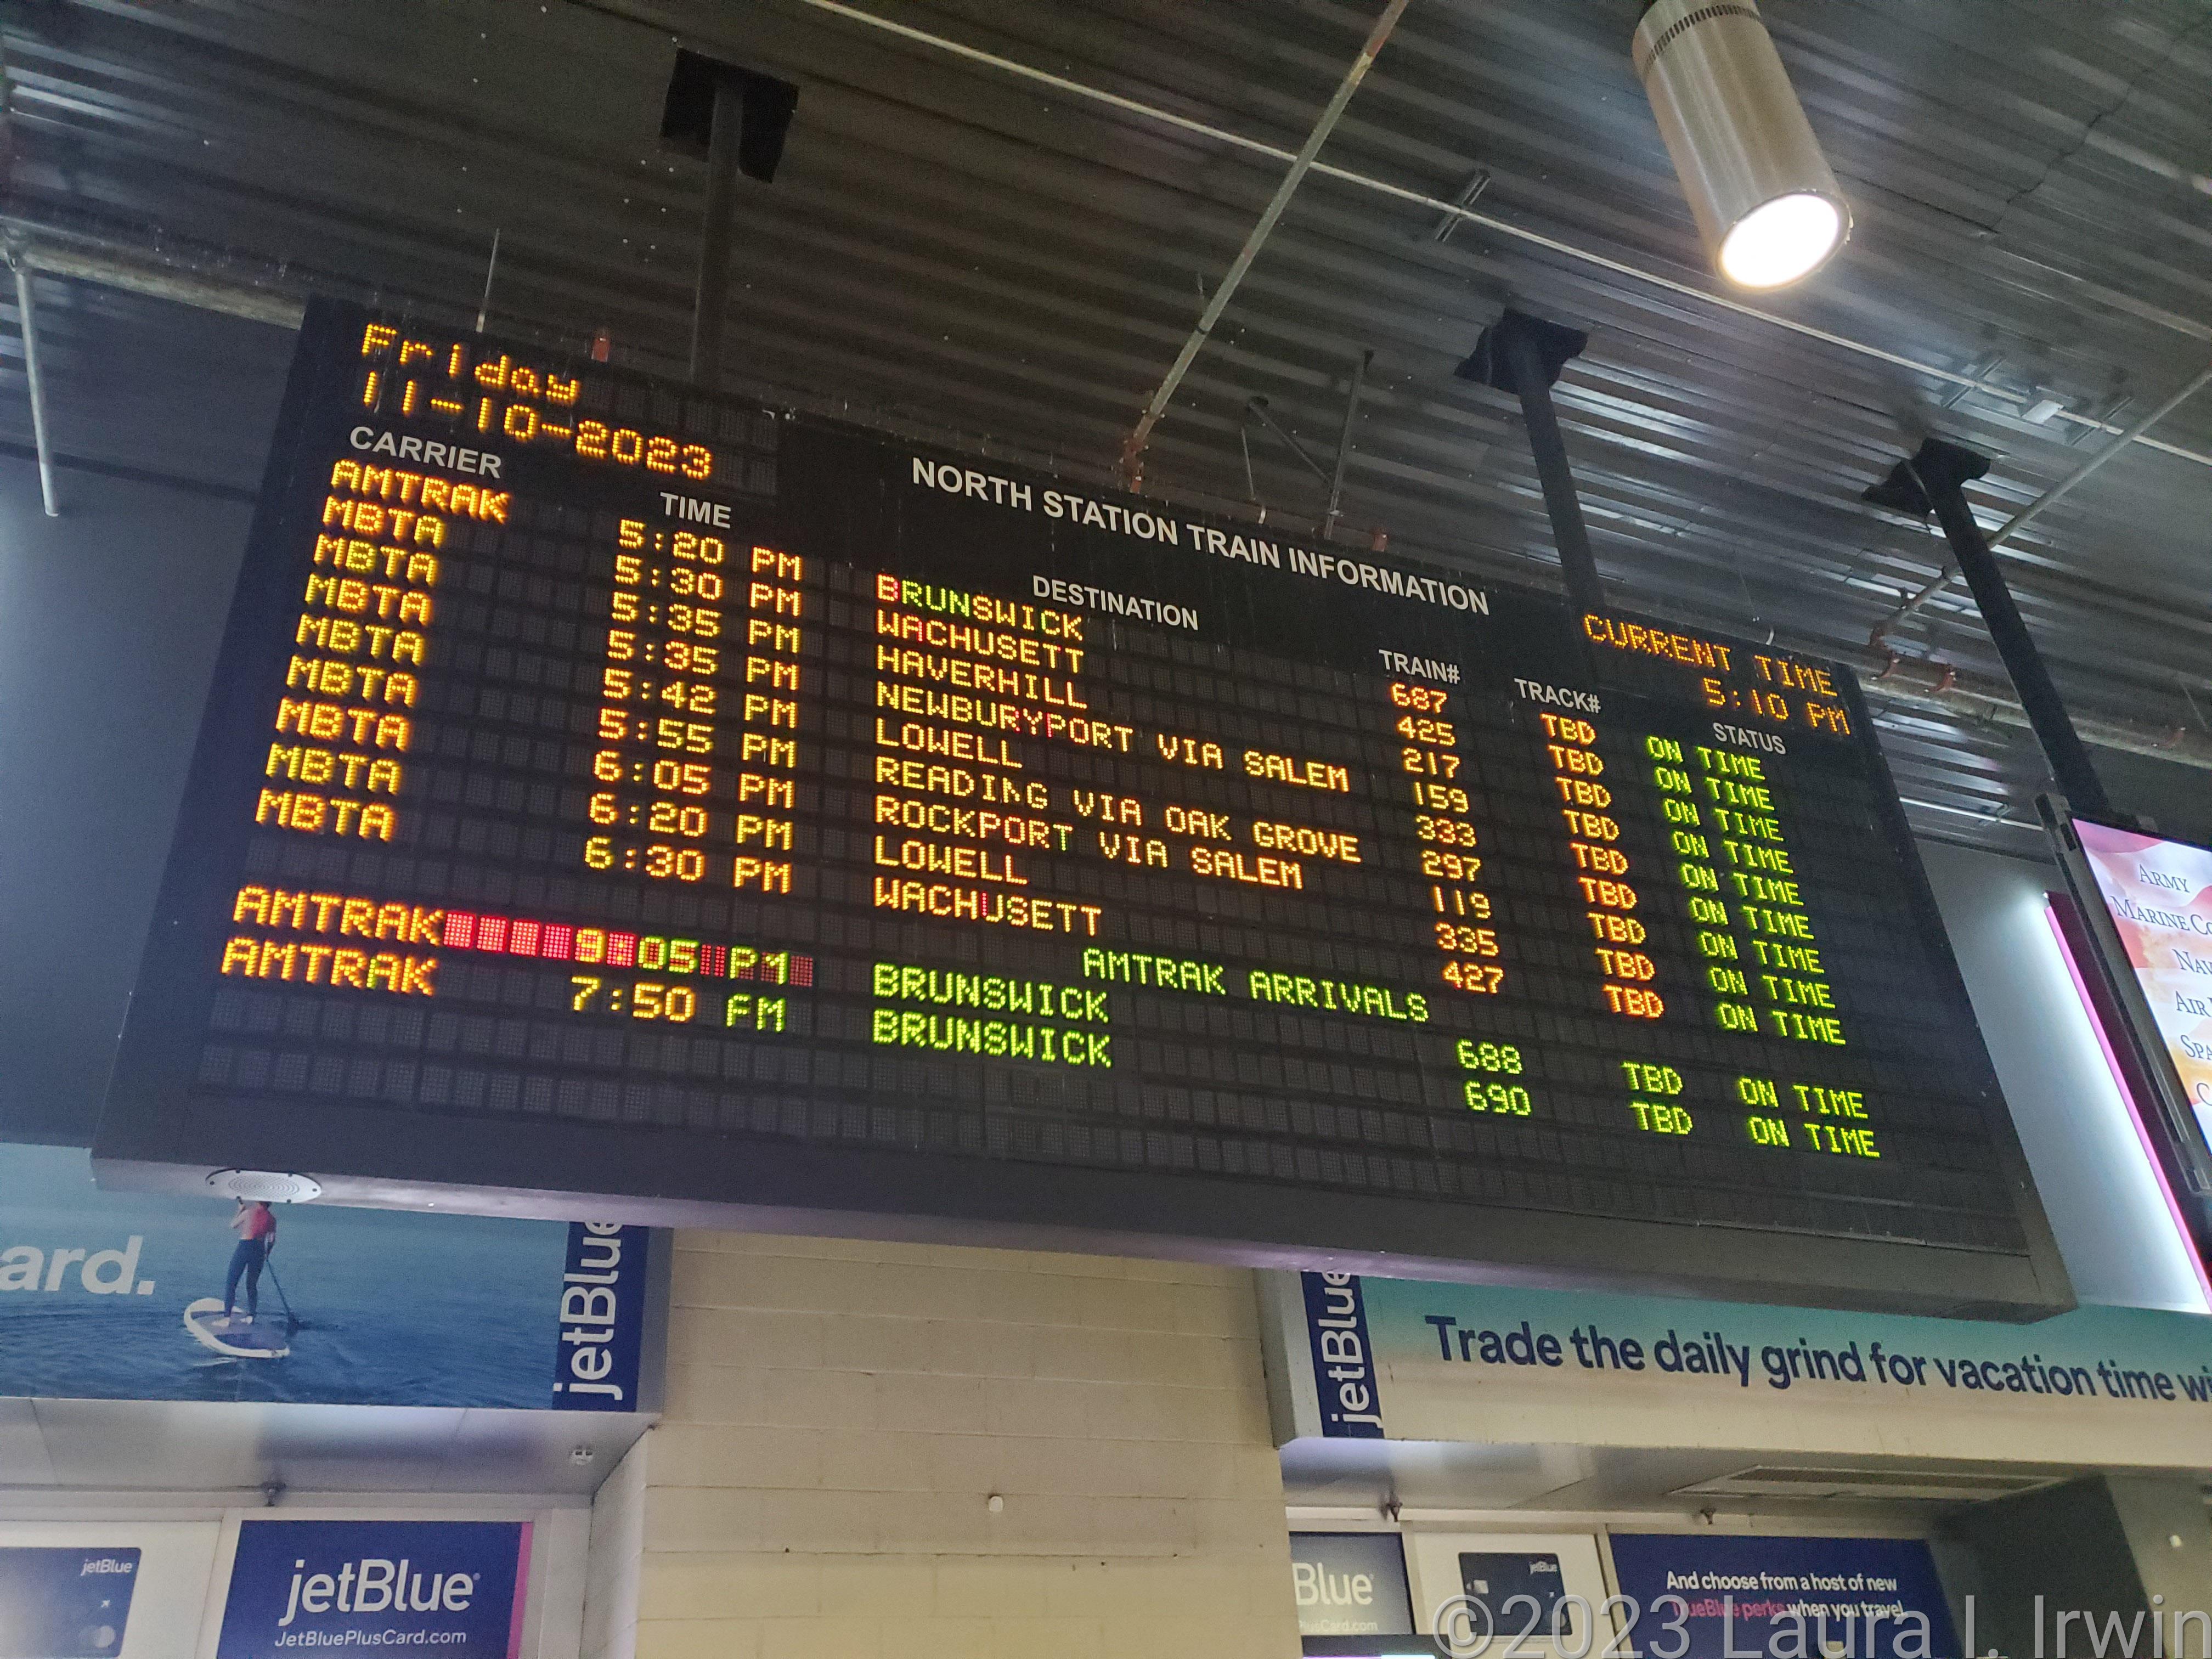 Friday
11-10-2023
NORTH STATION TRAIN INFORMATION
CURRENT TIME
5:10 PM
CARRIER TIME DESTINATION TRAIN# TRACK# STATUS
AMTRAK 5:20 PM BRUNSWICK 687 TBD ON TIME
MBTA 5:30 PM WACHUSETT 425 TBD ON TIME
MBTA 5:35 PM HAVERHILL 217 TBD ON TIME
MBTA 5:35 PM NEWBURYPORT VIA SALEM 159 TBD ON TIME
MBTA 5:42 PM LOWELL 333 TBD ON TIME
MBTA 5:55 PM READING VIA OAK GROVE 297 TBD ON TIME
MBTA 6:05 PM ROCKPORT VIA SALEM 119 TBD ON TIME
MBTA 6:20 PM LOWELL 335 TBD ON TIME
MBTA 6:30 PM WACHUSETT 427 TBD ON TIME
AMTRAK ARRIVALS
AMTRAK 9:05 PM BRUNSWICK 688 TBD ON TIME
AMTRAK 7:50 PM BRUNSWICK 690 TBD ON TIME
ARMY
MARINE
ard.
jetBlue
jetBlue
Trade the daily grind for vacation time
jetBlue
jetBlue
JetBluePlusCard.com
Blue
jetBlue
And choose from a host of new
TrueBlue perks when you travel
©2023 Laura I. Irwin